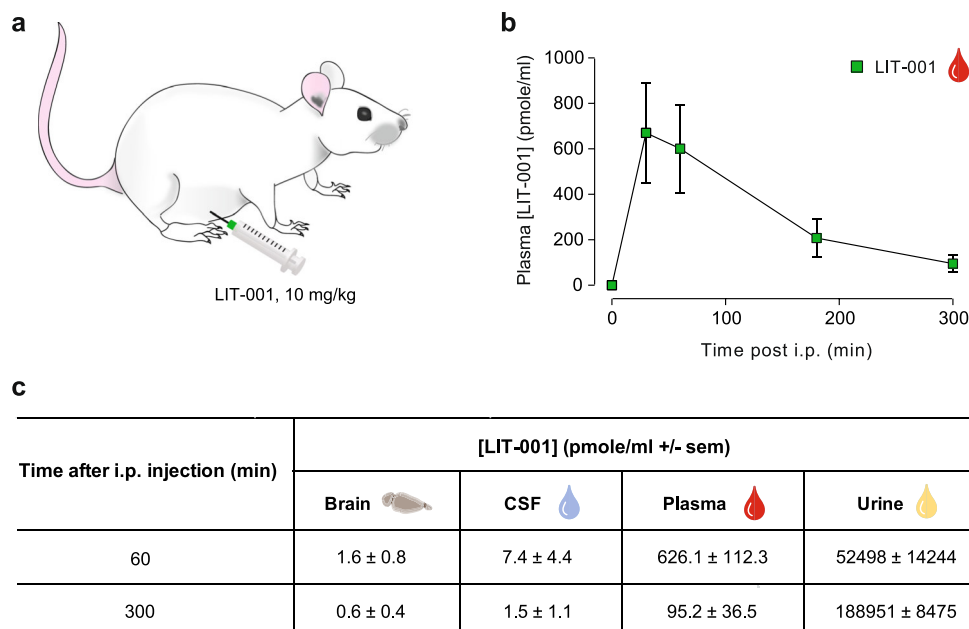 a
LIT-001, 10 mg/kg
b
Plasma [LIT-001] (pmole/ml)
1000
800
600
400
200
0
0
100
200
300
Time post i.p. (min)
LIT-001
c
Time after i.p. injection (min)
[LIT-001] (pmole/ml +/- sem)
Brain CSF Plasma Urine
60 1.6 ± 0.8 7.4 ± 4.4 626.1 ± 112.3 52498 ± 14244
300 0.6 ± 0.4 1.5 ± 1.1 95.2 ± 36.5 188951 ± 8475